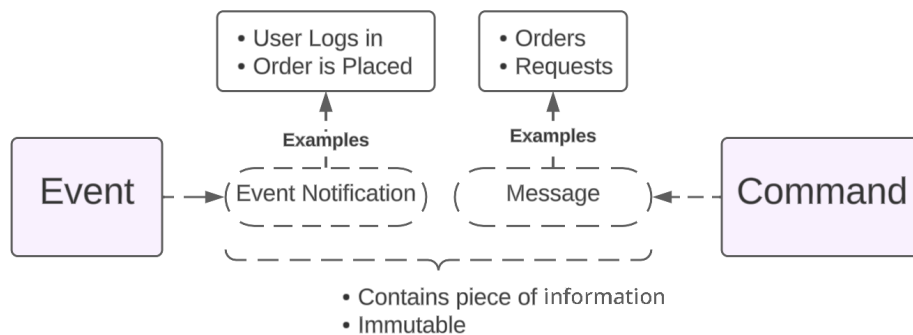 • User Logs in
• Order is Placed
• Orders
• Requests
Examples
Examples
Event
Event Notification
Message
Command
• Contains piece of information
• Immutable